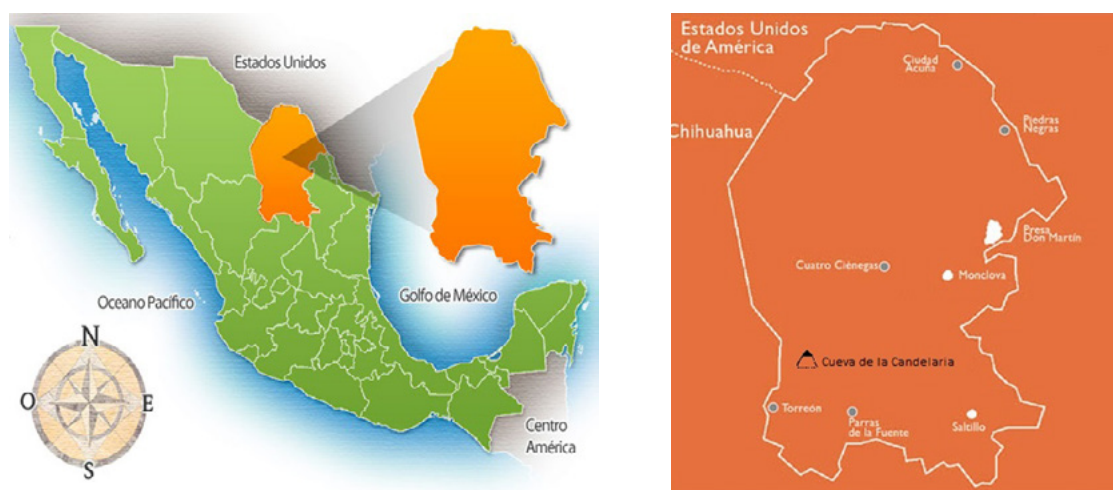 Estados Unidos
Oceano Pacífico
Golfo de México
Centro
América
N
O
E
S
Estados Unidos
de América
Chihuahua
Ciudad
Acuña
Piedras
Negras
Presa
Don Martín
Cuatro Ciénegas
Monclova
Cueva de la Candelaria
Torreón
Parras
de la Fuente
Saltillo